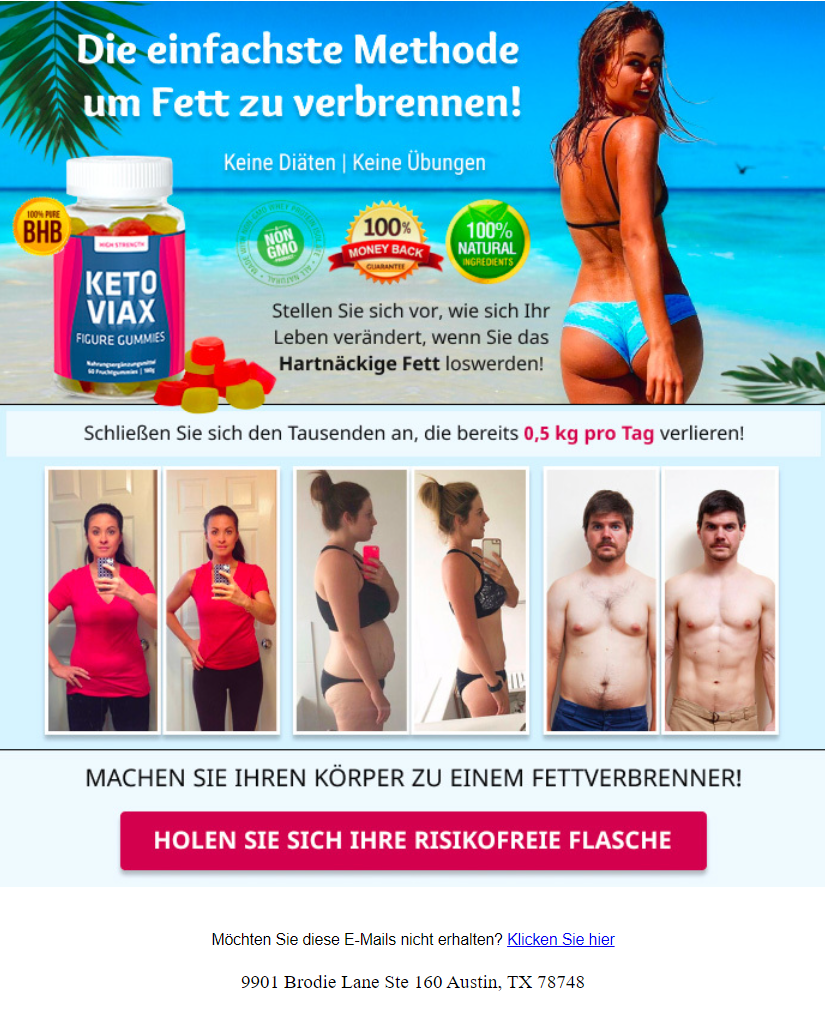 Die einfachste Methode
um Fett zu verbrennen!
Keine Diäten | Keine Übungen
100% PURE
BHB
HIGH STRENGTH
KETO
VIAX
FIGURE GUMMIES
Nahrungsergänzungsmittel
60 Fruchtgummies | 180g
NON
GMO
100%
MONEY BACK
GUARANTEE
100%
NATURAL
INGREDIENTS
Stellen Sie sich vor, wie sich Ihr
Leben verändert, wenn Sie das
Hartnäckige Fett loswerden!
Schließen Sie sich den Tausenden an, die bereits 0,5 kg pro Tag verlieren!
MACHEN SIE IHREN KÖRPER ZU EINEM FETTVERBRENNER!
HOLEN SIE SICH IHRE RISIKOFREIE FLASCHE
Möchten Sie diese E-Mails nicht erhalten? Klicken Sie hier
9901 Brodie Lane Ste 160 Austin, TX 78748